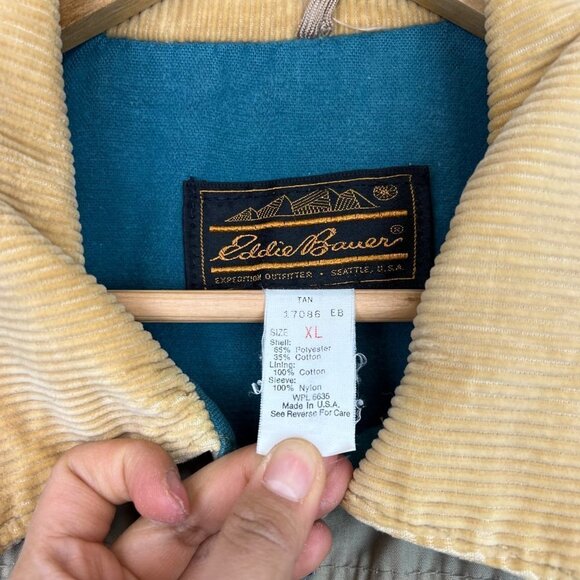 Eddie Bauer ®
EXPEDITION OUTFITTER • SEATTLE, U.S.A.
TAN
17086 EB
SIZE XL
Shell:
65% Polyester
35% Cotton
Lining:
100% Cotton
Sleeve:
100% Nylon
WPL 6635
Made In U.S.A.
See Reverse For Care